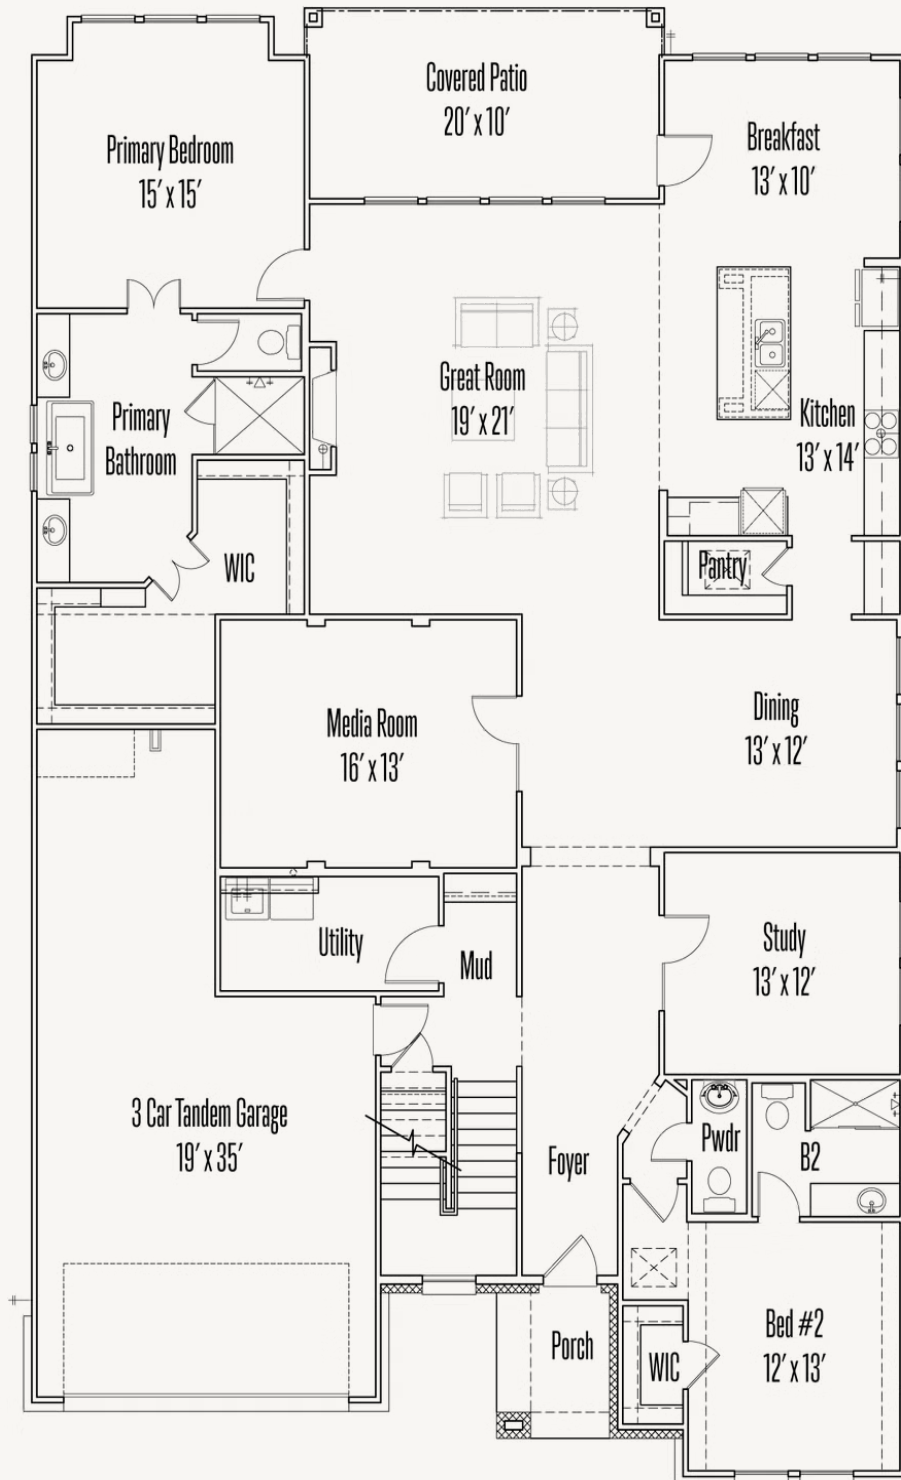 Covered Patio
20' x 10'
Primary Bedroom
15' x 15'
Breakfast
13' x 10'
Great Room
19' x 21'
Primary
Bathroom
Kitchen
13' x 14'
WIC
Pantry
Media Room
16' x 13'
Dining
13' x 12'
Utility
Mud
Study
13' x 12'
3 Car Tandem Garage
19' x 35'
Foyer
Pwdr
B2
Porch
WIC
Bed #2
12' x 13'